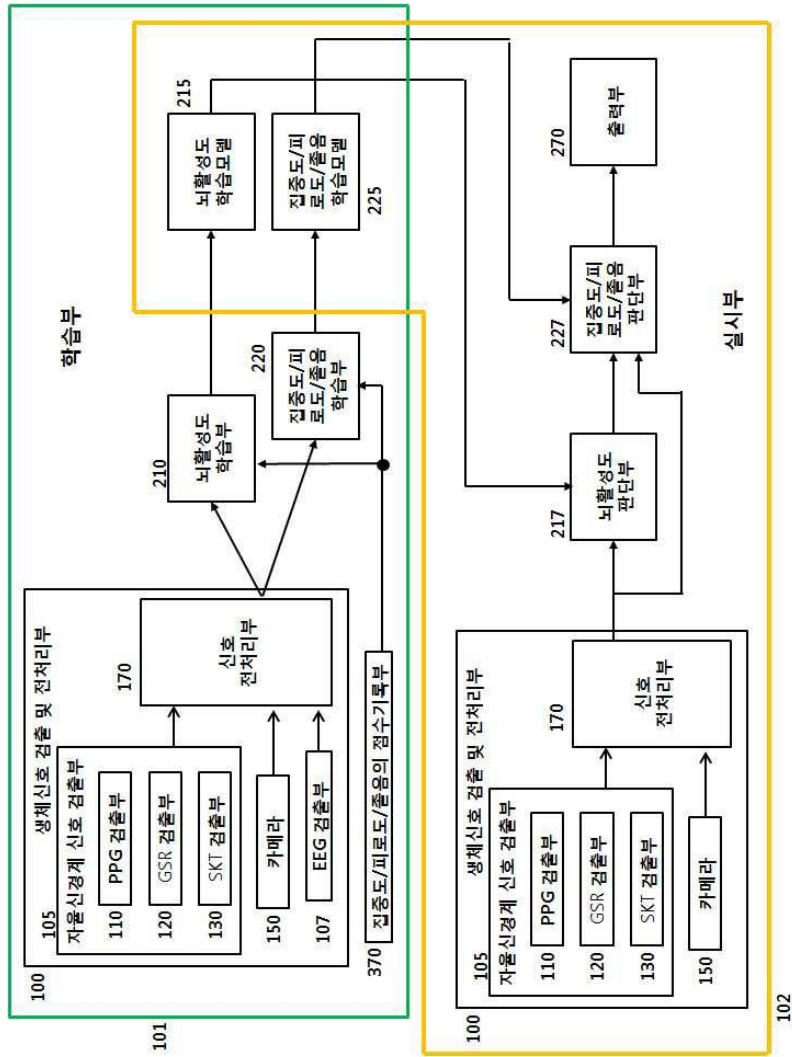 학습부
101
100
생체신호 검출 및 전처리부
105
자율신경계 신호 검출부
110
PPG 검출부
120
GSR 검출부
130
SKT 검출부
150
카메라
107
EEG 검출부
170
신호
전처리부
370
집중도/피로도/졸음의 점수기록부
210
뇌활성도
학습부
220
집중도/피
로도/졸음
학습부
215
뇌활성도
학습모델
225
집중도/피
로도/졸음
학습모델
실시부
102
100
생체신호 검출 및 전처리부
105
자율신경계 신호 검출부
110
PPG 검출부
120
GSR 검출부
130
SKT 검출부
150
카메라
170
신호
전처리부
217
뇌활성도
판단부
227
집중도/피
로도/졸음
판단부
270
출력부